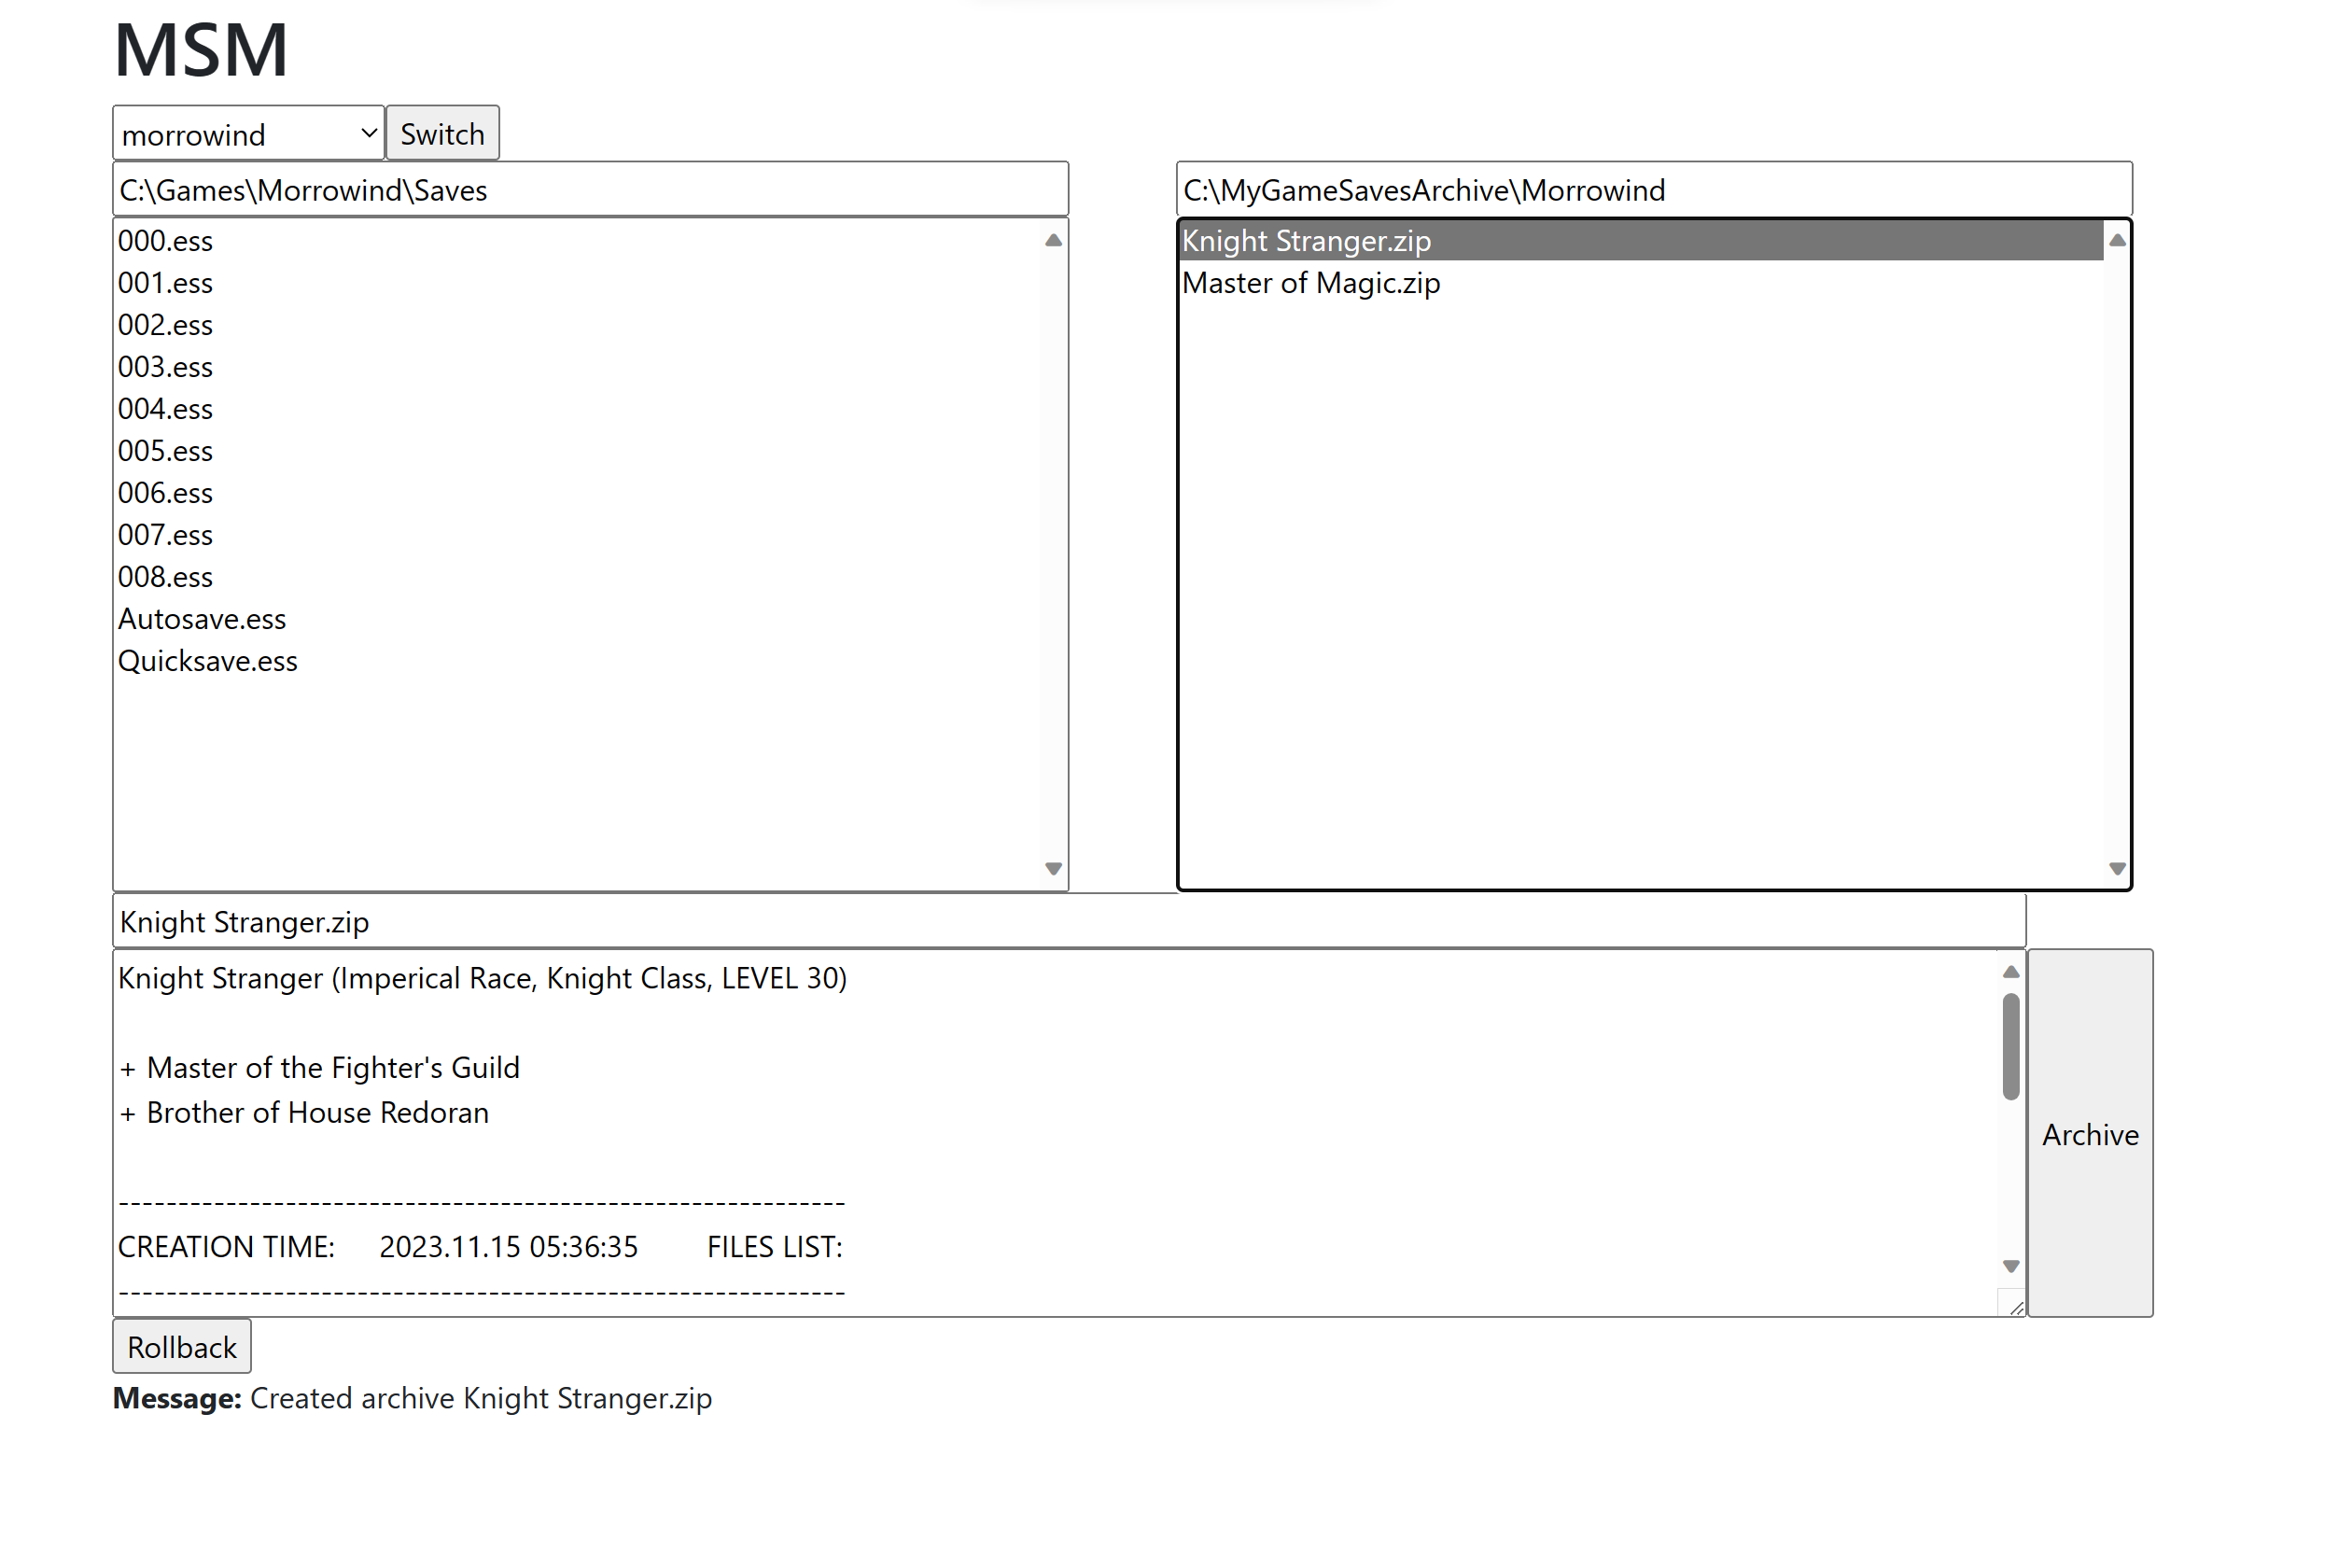 MSM
morrowind Switch
C:\Games\Morrowind\Saves
000.ess
001.ess
002.ess
003.ess
004.ess
005.ess
006.ess
007.ess
008.ess
Autosave.ess
Quicksave.ess
C:\MyGameSavesArchive\Morrowind
Knight Stranger.zip
Master of Magic.zip
Knight Stranger.zip
Knight Stranger (Imperical Race, Knight Class, LEVEL 30)
+ Master of the Fighter's Guild
+ Brother of House Redoran
-------------------------------------------------------------
CREATION TIME: 2023.11.15 05:36:35 FILES LIST:
-------------------------------------------------------------
Archive
Rollback
Message: Created archive Knight Stranger.zip